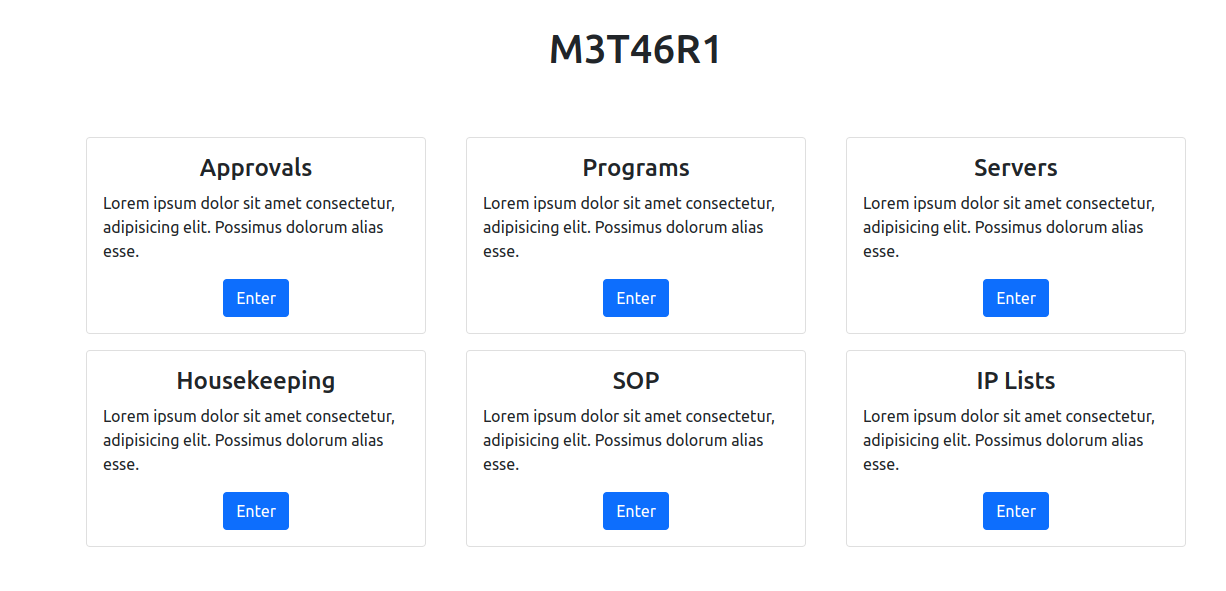 M3T46R1
Approvals
Lorem ipsum dolor sit amet consectetur,
adipisicing elit. Possimus dolorum alias
esse.
Enter
Programs
Lorem ipsum dolor sit amet consectetur,
adipisicing elit. Possimus dolorum alias
esse.
Enter
Servers
Lorem ipsum dolor sit amet consectetur,
adipisicing elit. Possimus dolorum alias
esse.
Enter
Housekeeping
Lorem ipsum dolor sit amet consectetur,
adipisicing elit. Possimus dolorum alias
esse.
Enter
SOP
Lorem ipsum dolor sit amet consectetur,
adipisicing elit. Possimus dolorum alias
esse.
Enter
IP Lists
Lorem ipsum dolor sit amet consectetur,
adipisicing elit. Possimus dolorum alias
esse.
Enter